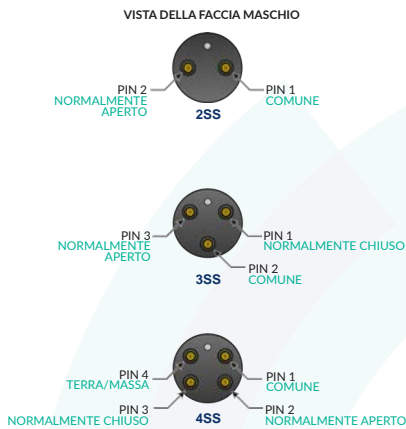 VISTA DELLA FACCIA MASCHIO
PIN 2
NORMALMENTE
APERTO
PIN 1
COMUNE
2SS
PIN 3
NORMALMENTE
APERTO
PIN 1
NORMALMENTE CHIUSO
PIN 2
COMUNE
3SS
PIN 4
TERRA/MASSA
PIN 1
COMUNE
PIN 3
NORMALMENTE CHIUSO
PIN 2
NORMALMENTE APERTO
4SS